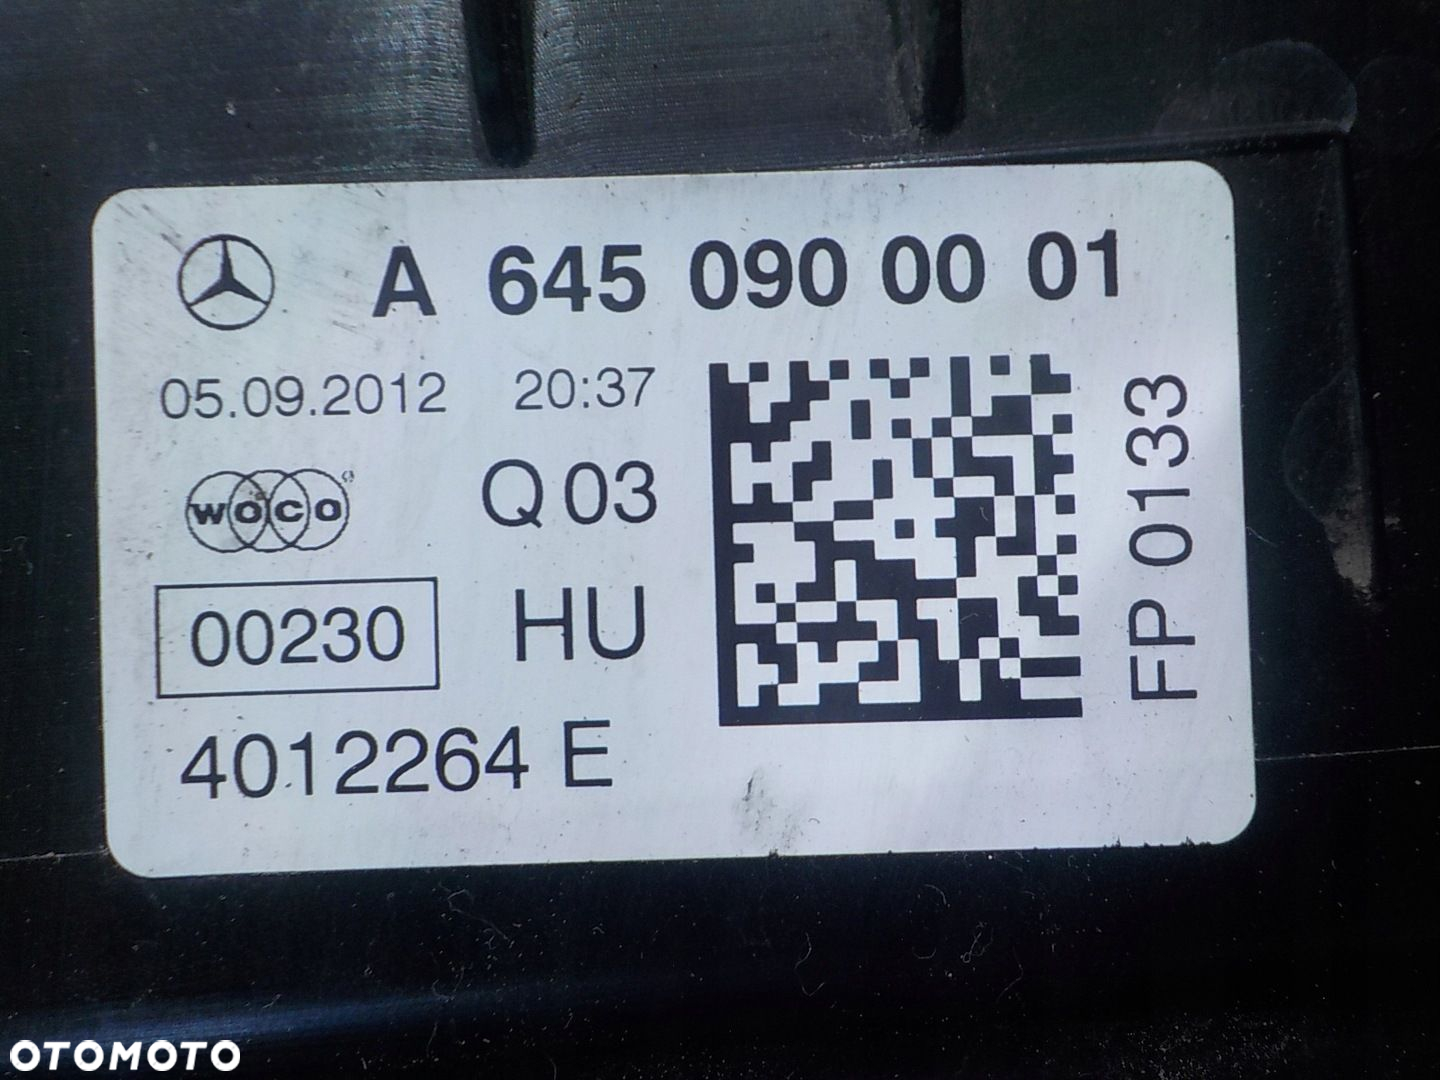 A 645 090 00 01
05.09.2012 20:37
WOCO Q 03
00230 HU
4012264 E
FP 0133
OTOMOTO